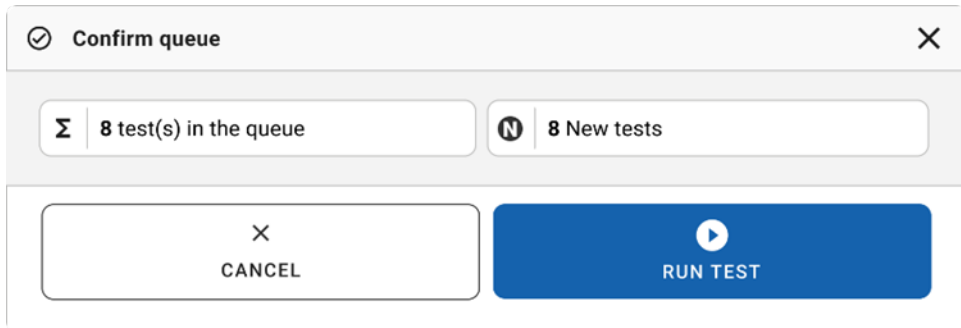 Confirm queue
Σ 8 test(s) in the queue
N 8 New tests
CANCEL
RUN TEST